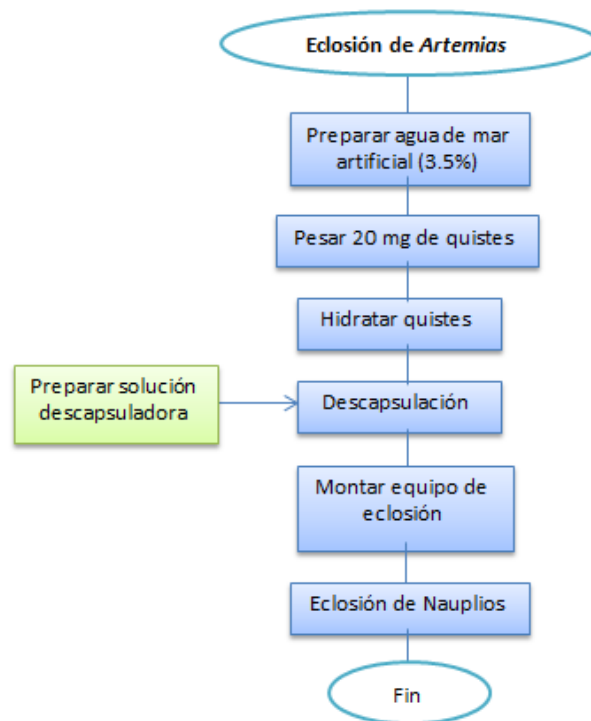 Eclosión de Artemias
Preparar agua de mar
artificial (3.5%)
Pesar 20 mg de quistes
Hidratar quistes
Preparar solución
descapsuladora
Descapsulación
Montar equipo de
eclosión
Eclosión de Nauplios
Fin